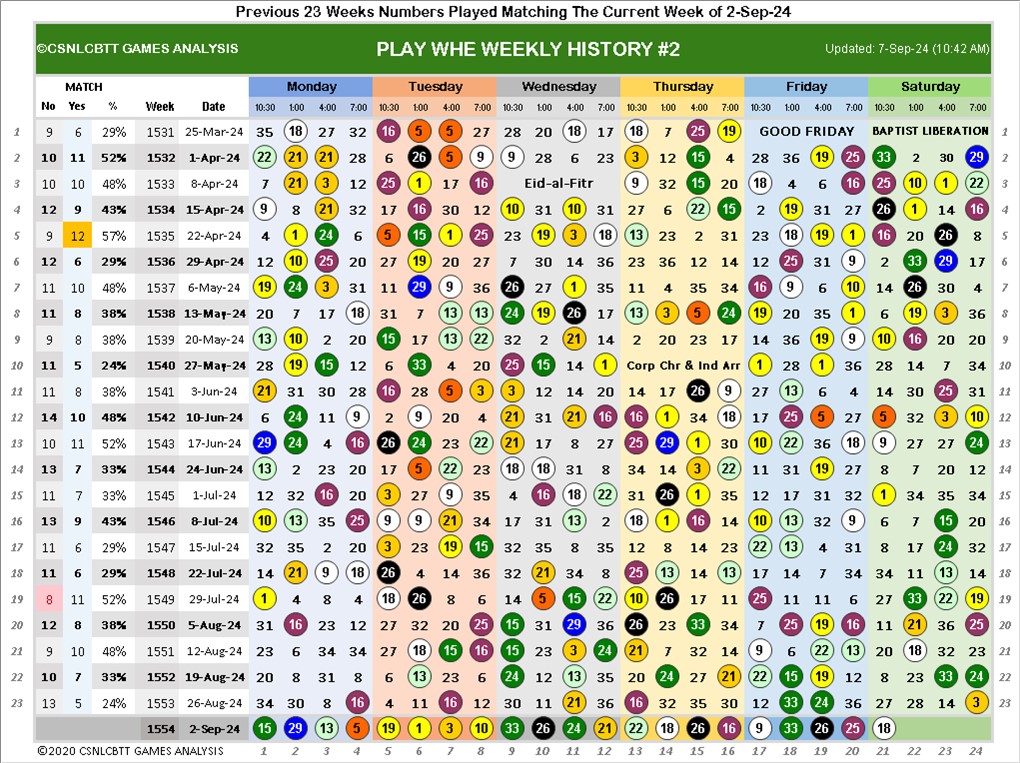 Previous 23 Weeks Numbers Played Matching The Current Week of 2-Sep-24
©CSNLCBTT GAMES ANALYSIS PLAY WHE WEEKLY HISTORY #2 Updated: 7-Sep-24 (10:42 AM)
MATCH Monday Tuesday Wednesday Thursday Friday Saturday
No Yes % Week Date 10:30 1:00 4:00 7:00 10:30 1:00 4:00 7:00 10:30 1:00 4:00 7:00 10:30 1:00 4:00 7:00 10:30 1:00 4:00 7:00 10:30 1:00 4:00 7:00
1 9 6 29% 1531 25-Mar-24 35 18 27 32 16 5 5 27 28 20 18 17 18 7 25 19 GOOD FRIDAY BAPTIST LIBERATION 1
2 10 11 52% 1532 1-Apr-24 22 21 21 28 6 26 5 9 9 28 6 23 3 12 15 4 28 36 19 25 33 2 30 29 2
3 10 10 48% 1533 8-Apr-24 7 21 3 12 25 1 17 16 Eid-al-Fitr 9 32 15 20 18 4 6 16 25 10 1 22 3
4 12 9 43% 1534 15-Apr-24 9 8 21 32 17 16 30 12 10 31 10 31 27 6 22 15 2 19 31 27 26 1 14 16 4
5 9 12 57% 1535 22-Apr-24 4 1 24 6 5 15 1 25 23 19 3 18 13 23 2 31 23 18 19 1 16 20 26 8 5
6 12 6 29% 1536 29-Apr-24 12 10 25 20 27 19 20 27 7 30 14 36 23 36 12 14 12 25 31 9 2 33 29 17 6
7 11 10 48% 1537 6-May-24 19 24 3 31 11 29 9 36 26 27 1 35 11 4 35 34 16 9 6 10 14 26 30 4 7
8 11 8 38% 1538 13-May-24 20 7 17 18 31 7 13 13 24 19 26 17 13 3 5 24 19 20 35 1 6 19 3 36 8
9 9 8 38% 1539 20-May-24 13 10 2 20 15 17 13 22 32 2 21 14 2 20 23 17 14 36 19 9 10 16 20 20 9
10 11 5 24% 1540 27-May-24 28 19 15 12 6 33 4 20 25 15 14 1 Corp Chr & Ind Arr 1 28 1 36 28 14 7 34 10
11 11 8 38% 1541 3-Jun-24 21 31 30 28 16 28 5 3 3 12 14 20 14 17 26 9 27 13 6 4 14 30 25 31 11
12 14 10 48% 1542 10-Jun-24 6 24 11 9 2 9 20 4 21 31 21 16 16 1 34 18 17 25 5 27 5 32 3 10 12
13 10 11 52% 1543 17-Jun-24 29 24 4 16 26 24 23 22 21 17 8 27 25 29 1 30 10 22 36 18 9 27 27 24 13
14 13 7 33% 1544 24-Jun-24 13 2 23 20 17 5 22 23 18 18 31 8 34 14 3 22 11 31 19 27 8 7 20 12 14
15 11 7 33% 1545 1-Jul-24 12 32 16 20 3 27 9 35 4 16 18 22 31 26 1 35 12 17 31 32 1 34 35 34 15
16 13 9 43% 1546 8-Jul-24 10 13 35 25 9 9 21 34 17 31 13 2 18 1 16 14 10 13 32 9 6 7 15 20 16
17 11 6 29% 1547 15-Jul-24 32 35 2 20 3 23 19 15 32 35 8 35 12 8 14 23 22 13 4 31 8 17 24 32 17
18 11 6 29% 1548 22-Jul-24 14 21 9 18 26 4 14 36 32 21 34 8 25 13 14 13 17 14 7 34 34 11 13 14 18
19 8 11 52% 1549 29-Jul-24 1 4 8 4 18 26 8 6 14 5 15 22 10 26 17 11 25 11 11 6 27 33 22 19 19
20 12 8 38% 1550 5-Aug-24 31 16 23 12 27 32 20 25 15 31 29 36 26 23 33 34 7 25 19 16 11 21 36 25 20
21 9 10 48% 1551 12-Aug-24 23 6 34 34 27 18 15 16 15 23 3 24 21 7 32 14 9 6 22 13 20 18 32 23 21
22 10 7 33% 1552 19-Aug-24 20 8 31 8 6 13 23 6 24 12 13 35 20 24 27 21 22 15 19 12 8 23 33 24 22
23 13 5 24% 1553 26-Aug-24 34 30 8 16 4 11 16 12 30 11 21 36 16 32 35 30 18 33 24 36 27 28 14 3 23
1554 2-Sep-24 15 29 13 5 19 1 3 10 33 26 24 21 22 18 26 16 9 33 26 25 18
©2020 CSNLCBTT GAMES ANALYSIS 1 2 3 4 5 6 7 8 9 10 11 12 13 14 15 16 17 18 19 20 21 22 23 24